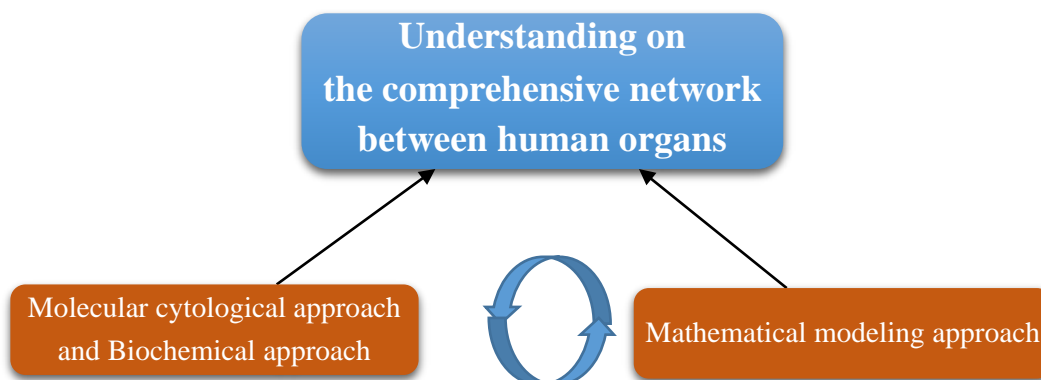 Understanding on
the comprehensive network
between human organs
Molecular cytological approach
and Biochemical approach
Mathematical modeling approach